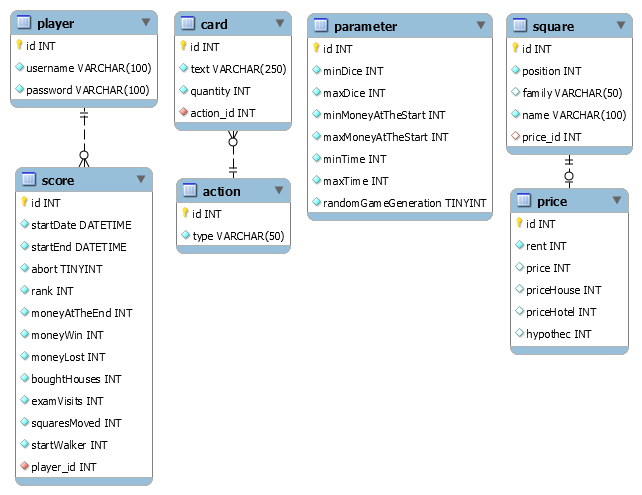 player
id INT
username VARCHAR(100)
password VARCHAR(100)
score
id INT
startDate DATETIME
startEnd DATETIME
abort TINYINT
rank INT
moneyAtTheEnd INT
moneyWin INT
moneyLost INT
boughtHouses INT
examVisits INT
squaresMoved INT
startWalker INT
player_id INT
card
id INT
text VARCHAR(250)
quantity INT
action_id INT
action
id INT
type VARCHAR(50)
parameter
id INT
minDice INT
maxDice INT
minMoneyAtTheStart INT
maxMoneyAtTheStart INT
minTime INT
maxTime INT
randomGameGeneration TINYINT
square
id INT
position INT
family VARCHAR(50)
name VARCHAR(100)
price_id INT
price
id INT
rent INT
price INT
priceHouse INT
priceHotel INT
hypothec INT